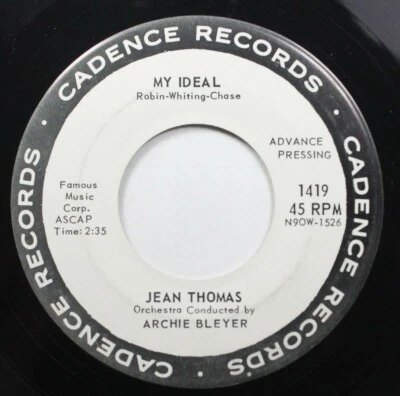 CADENCE RECORDS · CADENCE RECORDS · CADENCE RECORDS ·
MY IDEAL
Robin-Whiting-Chase
ADVANCE
PRESSING
Famous
Music
Corp.
ASCAP
Time: 2:35
1419
45 RPM
N9OW-1526
JEAN THOMAS
Orchestra Conducted by
ARCHIE BLEYER